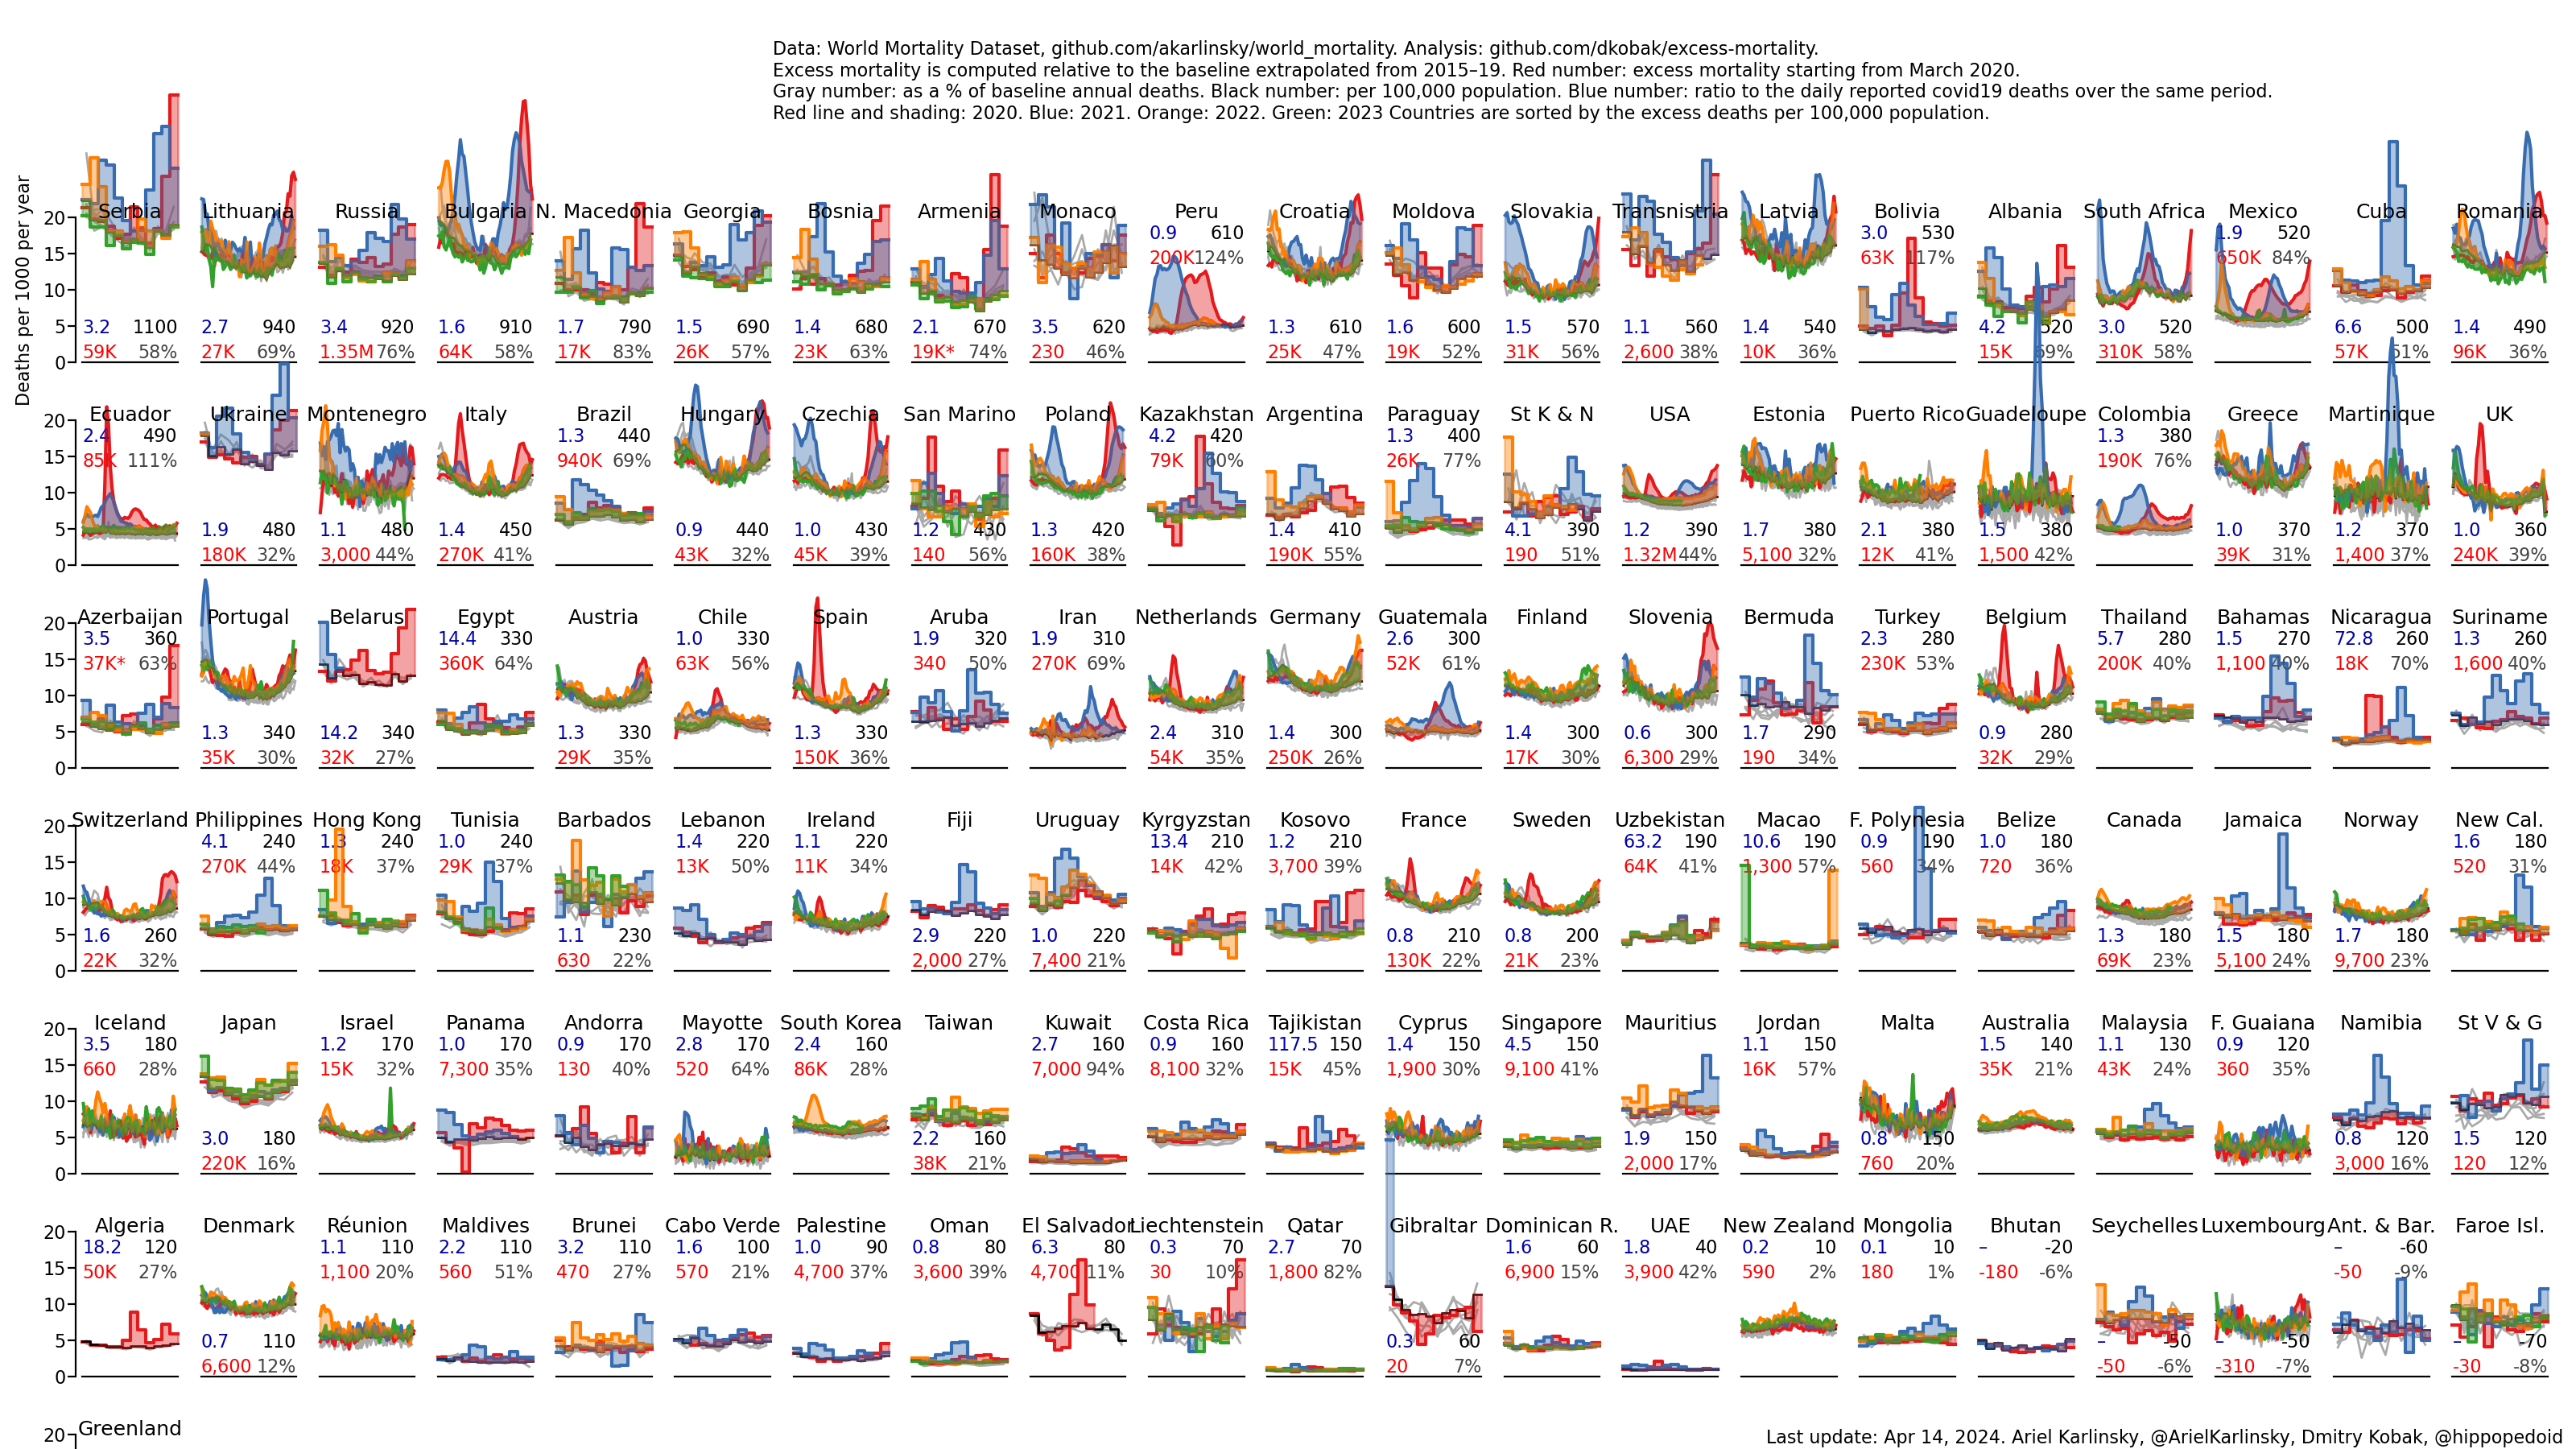 Data: World Mortality Dataset, github.com/akarlinsky/world_mortality. Analysis: github.com/dkobak/excess-mortality.
Excess mortality is computed relative to the baseline extrapolated from 2015–19. Red number: excess mortality starting from March 2020.
Gray number: as a % of baseline annual deaths. Black number: per 100,000 population. Blue number: ratio to the daily reported covid19 deaths over the same period.
Red line and shading: 2020. Blue: 2021. Orange: 2022. Green: 2023 Countries are sorted by the excess deaths per 100,000 population.
Deaths per 1000 per year
Serbia Lithuania Russia Bulgaria N. Macedonia Georgia Bosnia Armenia Monaco Peru Croatia Moldova Slovakia Transnistria Latvia Bolivia Albania South Africa Mexico Cuba Romania
20
0.9 610 3.0 530 1.9 520
15
200K 124% 63K 117% 650K 84%
10
5
3.2 1100 2.7 940 3.4 920 1.6 910 1.7 790 1.5 690 1.4 680 2.1 670 3.5 620 1.3 610 1.6 600 1.5 570 1.1 560 1.4 540 4.2 520 3.0 520 6.6 500 1.4 490
59K 58% 27K 69% 1.35M 76% 64K 58% 17K 83% 26K 57% 23K 63% 19K* 74% 230 46% 25K 47% 19K 52% 31K 56% 2,600 38% 10K 36% 15K 59% 310K 58% 57K 51% 96K 36%
0
Ecuador Ukraine Montenegro Italy Brazil Hungary Czechia San Marino Poland Kazakhstan Argentina Paraguay St K & N USA Estonia Puerto Rico Guadeloupe Colombia Greece Martinique UK
20
2.4 490 1.3 440 4.2 420 1.3 400 1.3 380
15
85K 111% 940K 69% 79K 60% 26K 77% 190K 76%
10
5
1.9 480 1.1 480 1.4 450 0.9 440 1.0 430 1.2 430 1.3 420 1.4 410 4.1 390 1.2 390 1.7 380 2.1 380 1.5 380 1.0 370 1.2 370 1.0 360
180K 32% 3,000 44% 270K 41% 43K 32% 45K 39% 140 56% 160K 38% 190K 55% 190 51% 1.32M 44% 5,100 32% 12K 41% 1,500 42% 39K 31% 1,400 37% 240K 39%
0
Azerbaijan Portugal Belarus Egypt Austria Chile Spain Aruba Iran Netherlands Germany Guatemala Finland Slovenia Bermuda Turkey Belgium Thailand Bahamas Nicaragua Suriname
20
3.5 360 14.4 330 1.0 330 1.9 320 1.9 310 2.6 300 2.3 280 5.7 280 1.5 270 72.8 260 1.3 260
15
37K* 63% 360K 64% 63K 56% 340 50% 270K 69% 52K 61% 230K 53% 200K 40% 1,100 40% 18K 70% 1,600 40%
10
5
1.3 340 14.2 340 1.3 330 1.3 330 2.4 310 1.4 300 1.4 300 0.6 300 1.7 290 0.9 280
35K 30% 32K 27% 29K 35% 150K 36% 54K 35% 250K 26% 17K 30% 6,300 29% 190 34% 32K 29%
0
Switzerland Philippines Hong Kong Tunisia Barbados Lebanon Ireland Fiji Uruguay Kyrgyzstan Kosovo France Sweden Uzbekistan Macao F. Polynesia Belize Canada Jamaica Norway New Cal.
20
4.1 240 1.3 240 1.0 240 1.4 220 1.1 220 13.4 210 1.2 210 63.2 190 10.6 190 0.9 190 1.0 180 1.6 180
15
270K 44% 18K 37% 29K 37% 13K 50% 11K 34% 14K 42% 3,700 39% 64K 41% 1,300 57% 560 34% 720 36% 520 31%
10
5
1.6 260 1.1 230 2.9 220 1.0 220 0.8 210 0.8 200 1.3 180 1.5 180 1.7 180
22K 32% 630 22% 2,000 27% 7,400 21% 130K 22% 21K 23% 69K 23% 5,100 24% 9,700 23%
0
Iceland Japan Israel Panama Andorra Mayotte South Korea Taiwan Kuwait Costa Rica Tajikistan Cyprus Singapore Mauritius Jordan Malta Australia Malaysia F. Guaiana Namibia St V & G
20
3.5 180 1.2 170 1.0 170 0.9 170 2.8 170 2.4 160 2.7 160 0.9 160 117.5 150 1.4 150 4.5 150 1.1 150 1.5 140 1.1 130 0.9 120
15
660 28% 15K 32% 7,300 35% 130 40% 520 64% 86K 28% 7,000 94% 8,100 32% 15K 45% 1,900 30% 9,100 41% 16K 57% 35K 21% 43K 24% 360 35%
10
5
3.0 180 2.2 160 1.9 150 0.8 150 0.8 120 1.5 120
220K 16% 38K 21% 2,000 17% 760 20% 3,000 16% 120 12%
0
Algeria Denmark Réunion Maldives Brunei Cabo Verde Palestine Oman El Salvador Liechtenstein Qatar Gibraltar Dominican R. UAE New Zealand Mongolia Bhutan Seychelles Luxembourg Ant. & Bar. Faroe Isl.
20
18.2 120 1.1 110 2.2 110 3.2 110 1.6 100 1.0 90 0.8 80 6.3 80 0.3 70 2.7 70 1.6 60 1.8 40 0.2 10 0.1 10 – -20 – -60
15
50K 27% 1,100 20% 560 51% 470 27% 570 21% 4,700 37% 3,600 39% 4,700 11% 30 10% 1,800 82% 6,900 15% 3,900 42% 590 2% 180 1% -180 -6% -50 -9%
10
5
0.7 110 0.3 60 – -50 – -50 – -70
6,600 12% 20 7% -50 -6% -310 -7% -30 -8%
0
Greenland
20
Last update: Apr 14, 2024. Ariel Karlinsky, @ArielKarlinsky, Dmitry Kobak, @hippopedoid